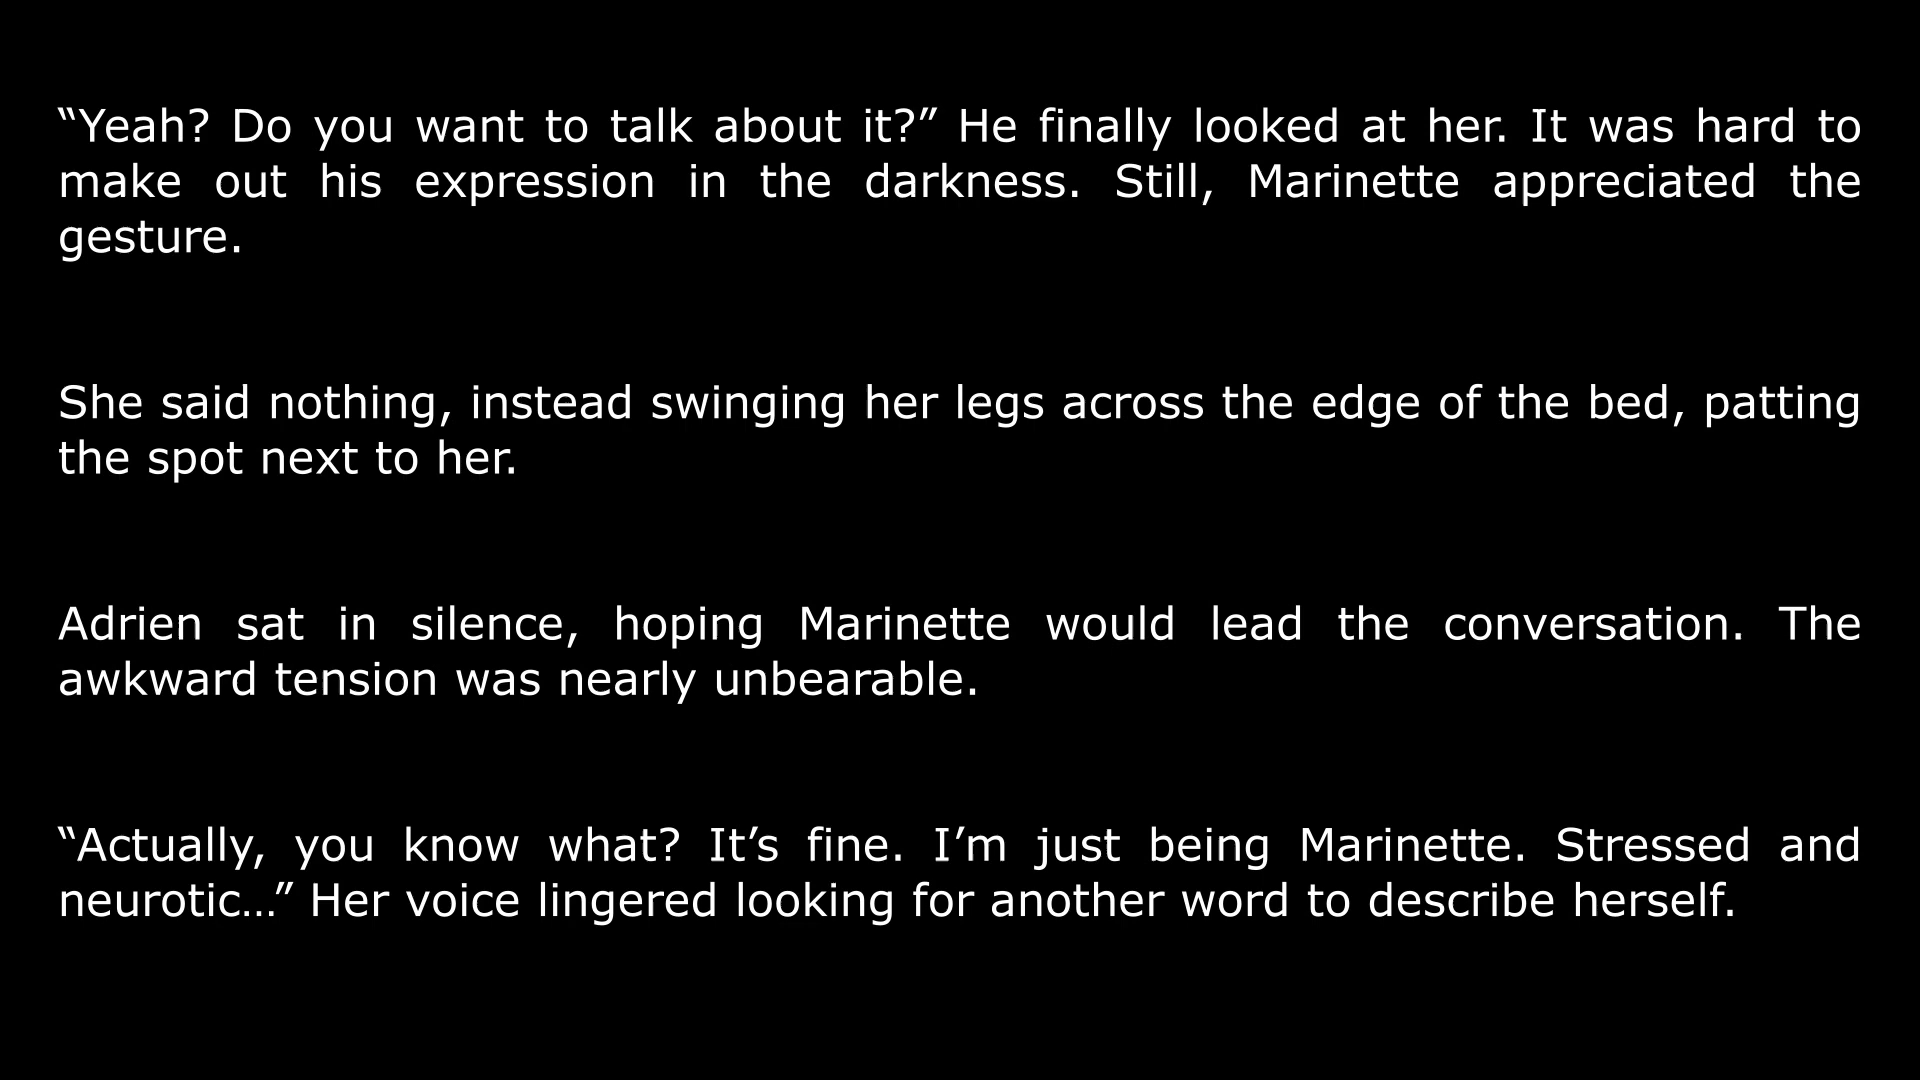 “Yeah? Do you want to talk about it?” He finally looked at her. It was hard to
make out his expression in the darkness. Still, Marinette appreciated the
gesture.
She said nothing, instead swinging her legs across the edge of the bed, patting
the spot next to her.
Adrien sat in silence, hoping Marinette would lead the conversation. The
awkward tension was nearly unbearable.
“Actually, you know what? It’s fine. I’m just being Marinette. Stressed and
neurotic…” Her voice lingered looking for another word to describe herself.